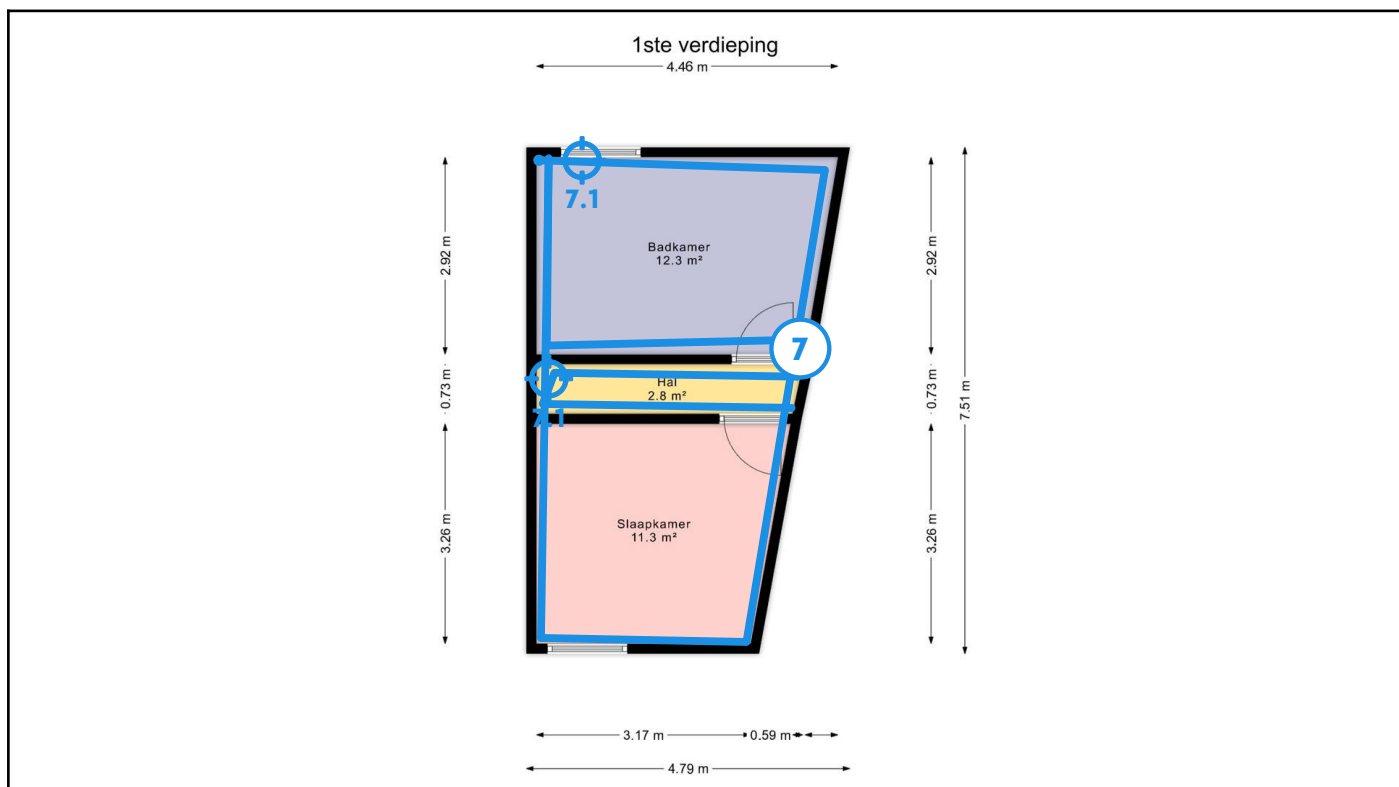 1ste verdieping
4.46 m
7.1
Badkamer
12.3 m²
2.92 m
2.92 m
7
0.73 m
Hal
2.8 m²
0.73 m
7.51 m
7.1
Slaapkamer
11.3 m²
3.26 m
3.26 m
3.17 m
0.59 m
4.79 m